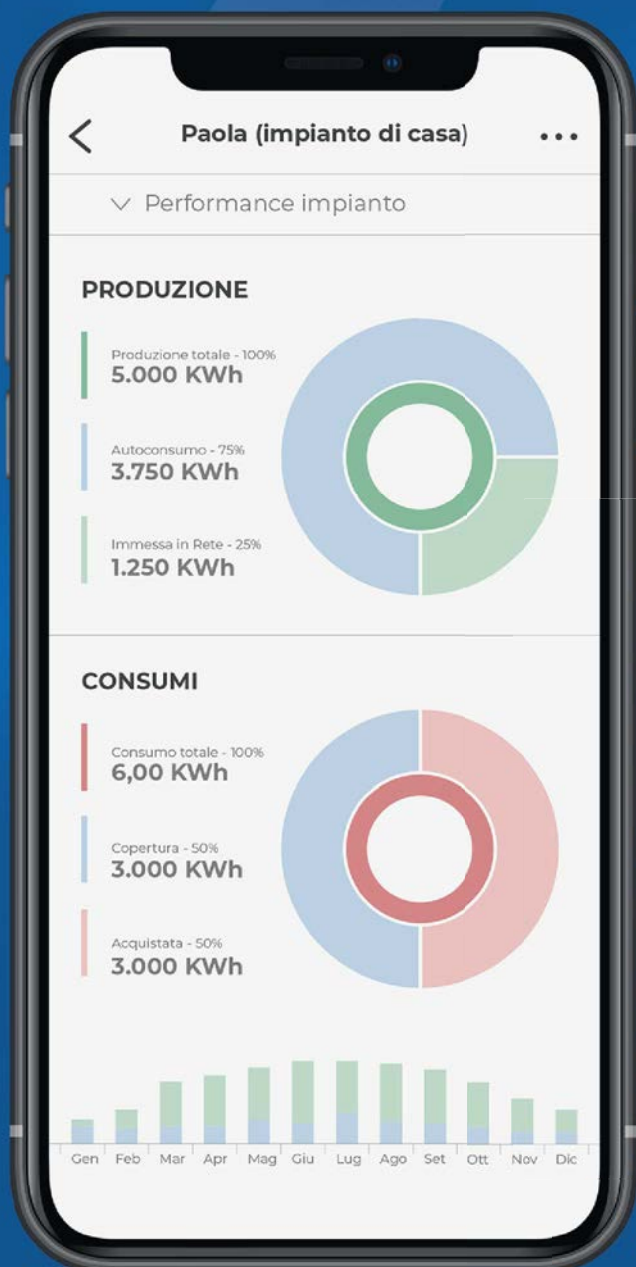 Paola (impianto di casa)
Performance impianto
PRODUZIONE
Produzione totale - 100%
5.000 KWh
Autoconsumo - 75%
3.750 KWh
Immessa in Rete - 25%
1.250 KWh
CONSUMI
Consumo totale - 100%
6,00 KWh
Copertura - 50%
3.000 KWh
Acquistata - 50%
3.000 KWh
Gen Feb Mar Apr Mag Giu Lug Ago Set Ott Nov Dic